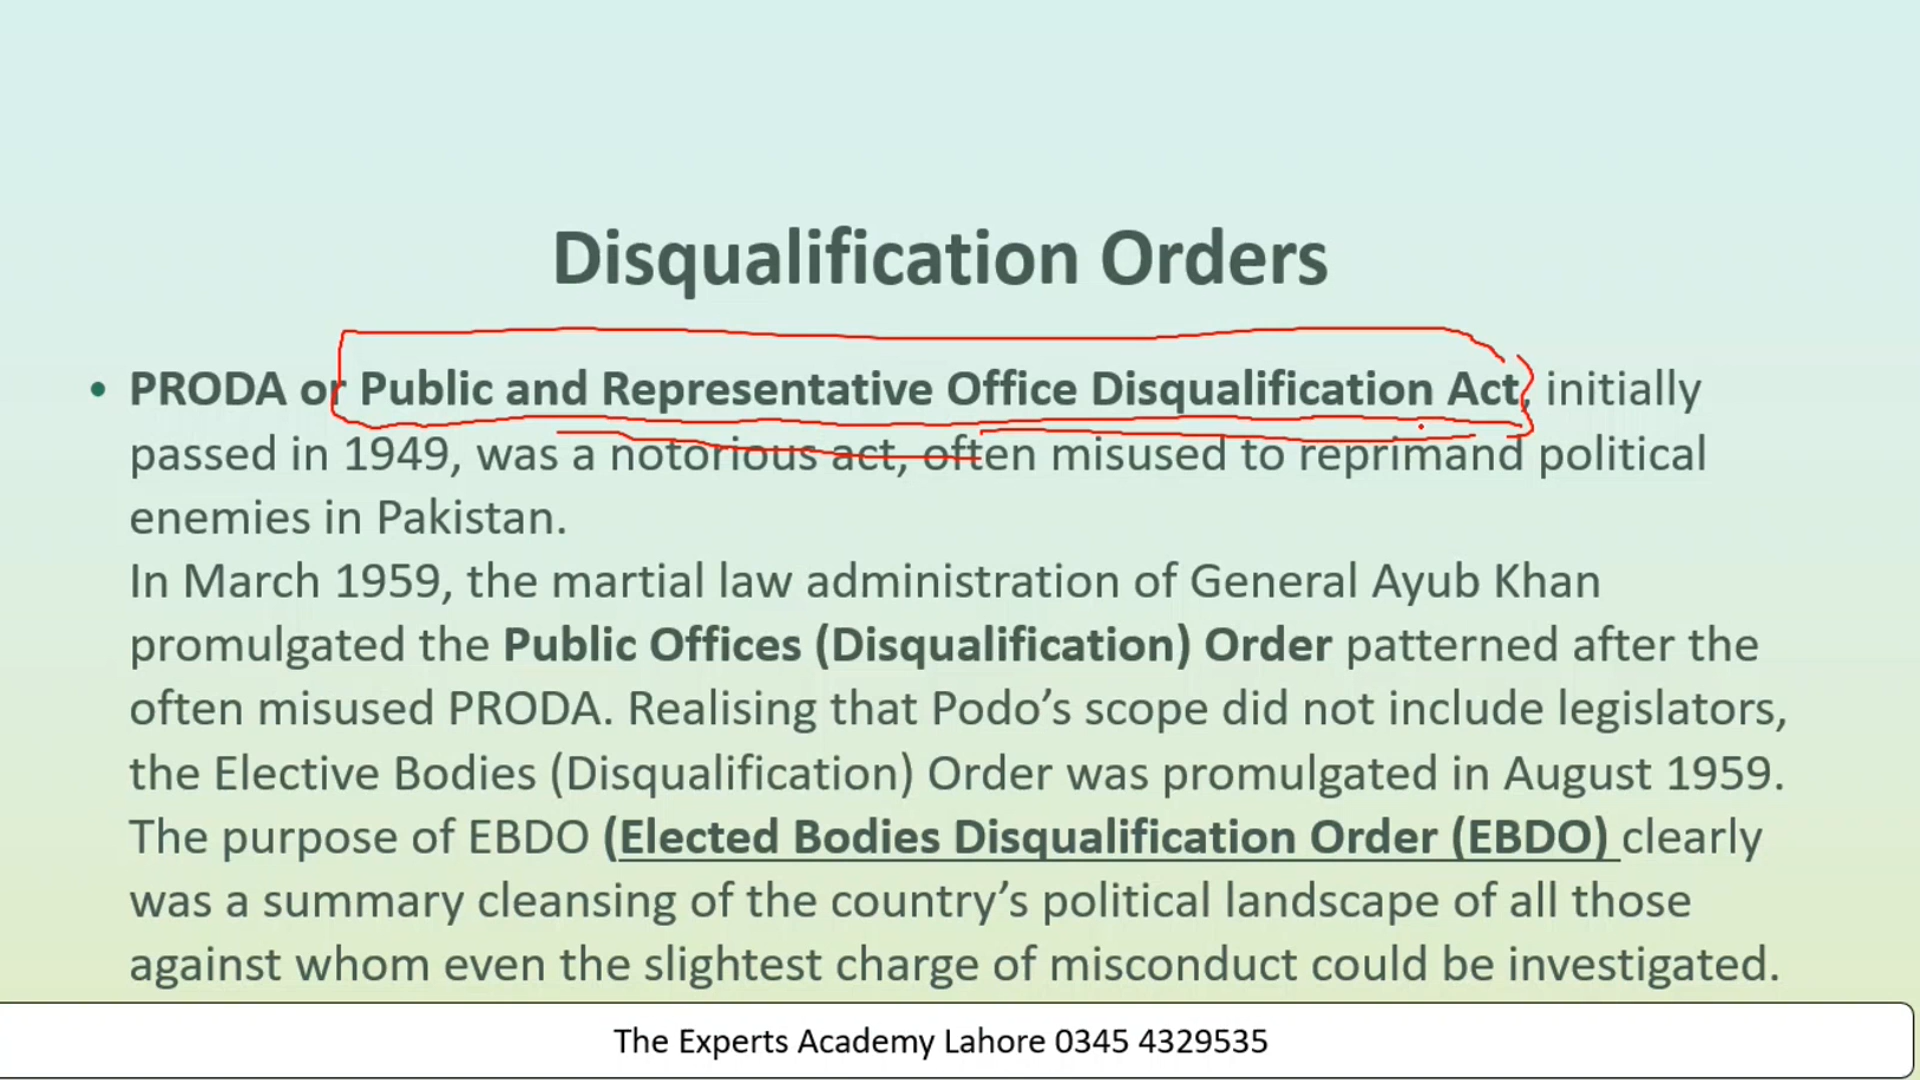 Disqualification Orders
• PRODA or Public and Representative Office Disqualification Act, initially
passed in 1949, was a notorious act, often misused to reprimand political
enemies in Pakistan.
In March 1959, the martial law administration of General Ayub Khan
promulgated the Public Offices (Disqualification) Order patterned after the
often misused PRODA. Realising that Podo’s scope did not include legislators,
the Elective Bodies (Disqualification) Order was promulgated in August 1959.
The purpose of EBDO (Elected Bodies Disqualification Order (EBDO) clearly
was a summary cleansing of the country’s political landscape of all those
against whom even the slightest charge of misconduct could be investigated.
The Experts Academy Lahore 0345 4329535